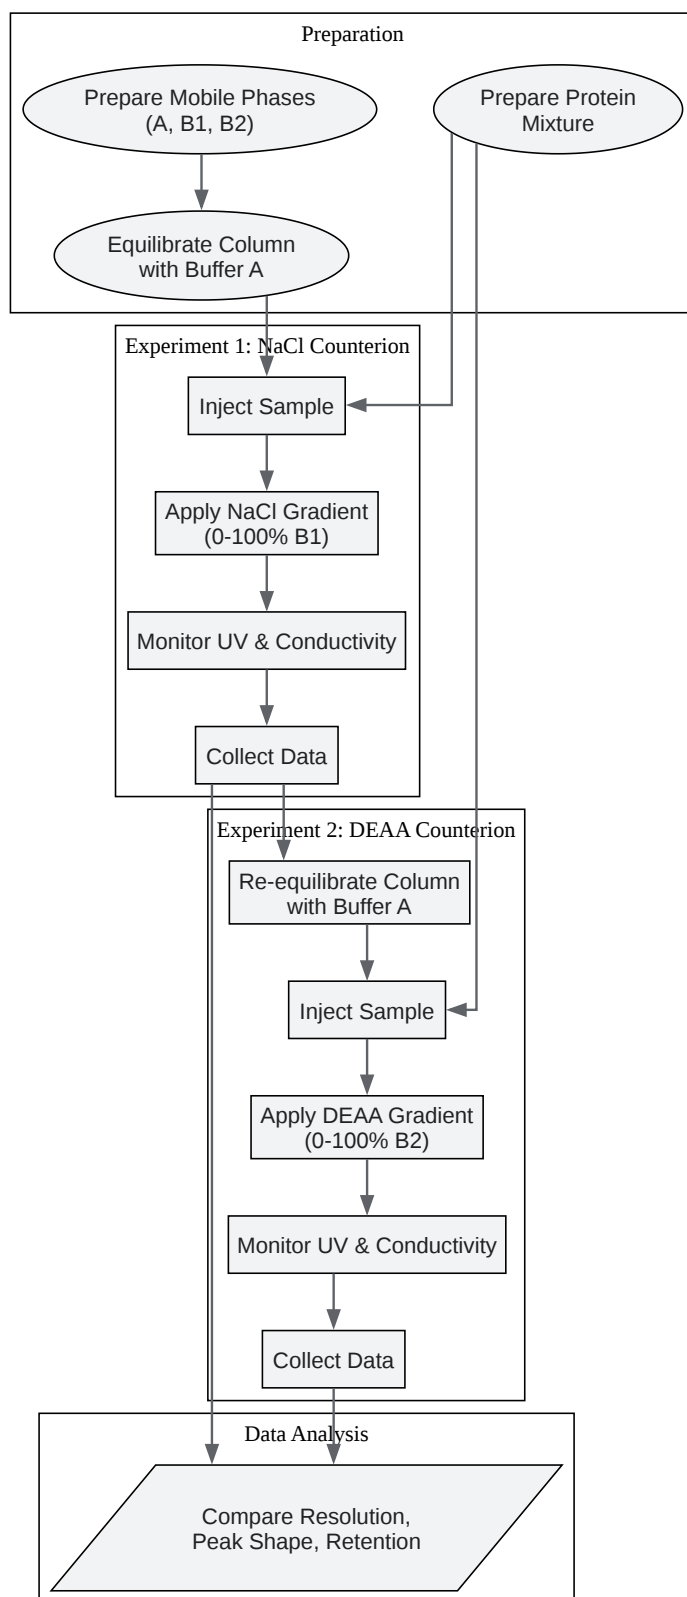 Preparation
Prepare Mobile Phases
(A, B1, B2)
Prepare Protein
Mixture
Equilibrate Column
with Buffer A
Experiment 1: NaCl Counterion
Inject Sample
Apply NaCl Gradient
(0-100% B1)
Monitor UV & Conductivity
Collect Data
Experiment 2: DEAA Counterion
Re-equilibrate Column
with Buffer A
Inject Sample
Apply DEAA Gradient
(0-100% B2)
Monitor UV & Conductivity
Collect Data
Data Analysis
Compare Resolution,
Peak Shape, Retention